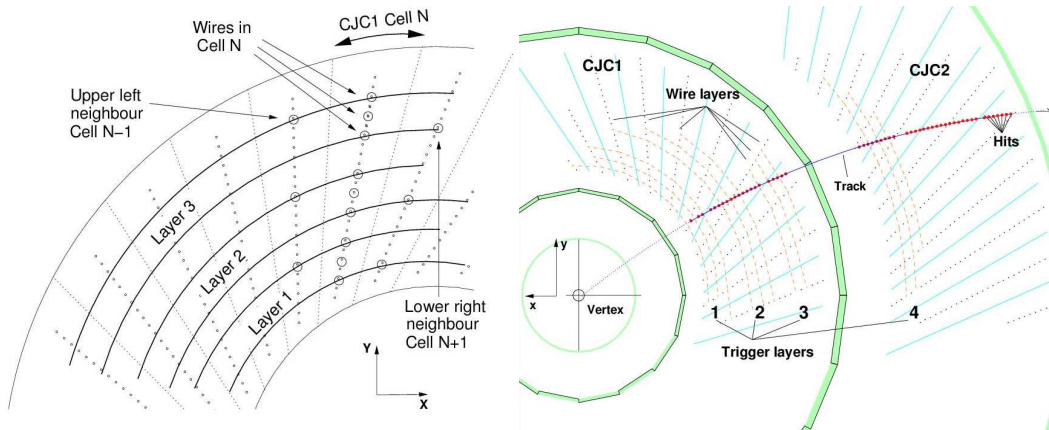 CJC1 Cell N
Wires in
Cell N
Upper left
neighbour
Cell N−1
Layer 3
Layer 2
Layer 1
Lower right
neighbour
Cell N+1
Y
X
CJC1
CJC2
Wire layers
Hits
Track
y
x
Vertex
1
2
3
4
Trigger layers